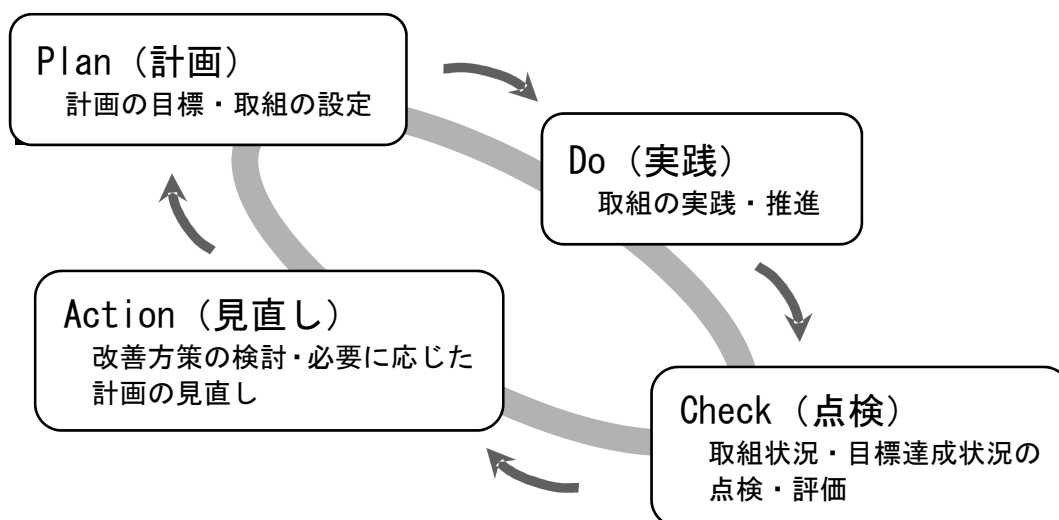 Plan（計画）
計画の目標・取組の設定
Do（実践）
取組の実践・推進
Check（点検）
取組状況・目標達成状況の
点検・評価
Action（見直し）
改善方策の検討・必要に応じた
計画の見直し